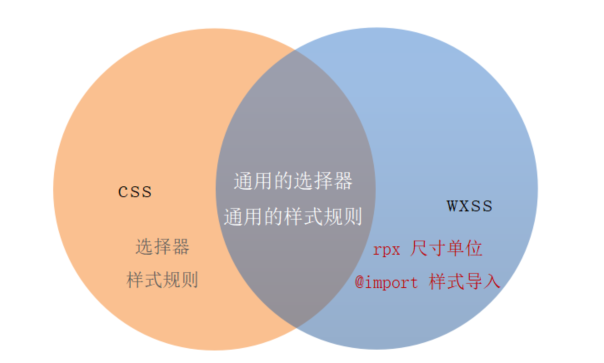 CSS
选择器
样式规则
通用的选择器
通用的样式规则
WXSS
rpx 尺寸单位
@import 样式导入